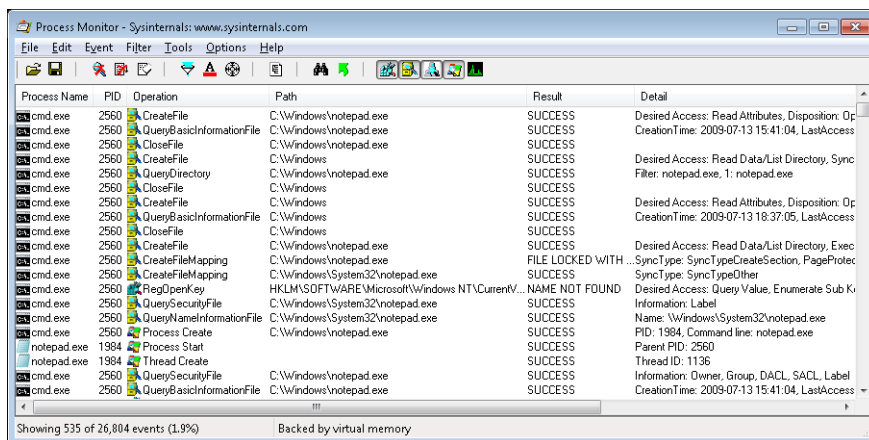 Process Monitor - Sysinternals: www.sysinternals.com
File Edit Event Filter Tools Options Help
Process Name PID Operation Path Result Detail
cmd.exe 2560 CreateFile C:\Windows\notepad.exe SUCCESS Desired Access: Read Attributes, Disposition: Op
cmd.exe 2560 QueryBasicInformationFile C:\Windows\notepad.exe SUCCESS CreationTime: 2009-07-13 15:41:04, LastAccess
cmd.exe 2560 CloseFile C:\Windows\notepad.exe SUCCESS
cmd.exe 2560 CreateFile C:\Windows SUCCESS Desired Access: Read Data/List Directory, Sync
cmd.exe 2560 QueryDirectory C:\Windows\notepad.exe SUCCESS Filter: notepad.exe, 1: notepad.exe
cmd.exe 2560 CloseFile C:\Windows SUCCESS
cmd.exe 2560 CreateFile C:\Windows SUCCESS Desired Access: Read Attributes, Disposition: Op
cmd.exe 2560 QueryBasicInformationFile C:\Windows SUCCESS CreationTime: 2009-07-13 18:37:05, LastAccess
cmd.exe 2560 CloseFile C:\Windows SUCCESS
cmd.exe 2560 CreateFile C:\Windows\notepad.exe SUCCESS Desired Access: Read Data/List Directory, Exec
cmd.exe 2560 CreateFileMapping C:\Windows\notepad.exe FILE LOCKED WITH ... SyncType: SyncTypeCreateSection, PageProtec
cmd.exe 2560 CreateFileMapping C:\Windows\System32\notepad.exe SUCCESS SyncType: SyncTypeOther
cmd.exe 2560 RegOpenKey HKLM\SOFTWARE\Microsoft\Windows NT\CurrentV... NAME NOT FOUND Desired Access: Query Value, Enumerate Sub K
cmd.exe 2560 QuerySecurityFile C:\Windows\System32\notepad.exe SUCCESS Information: Label
cmd.exe 2560 QueryNameInformationFile C:\Windows\System32\notepad.exe SUCCESS Name: \Windows\System32\notepad.exe
cmd.exe 2560 Process Create C:\Windows\notepad.exe SUCCESS PID: 1984, Command line: notepad.exe
notepad.exe 1984 Process Start SUCCESS Parent PID: 2560
notepad.exe 1984 Thread Create SUCCESS Thread ID: 1136
cmd.exe 2560 QuerySecurityFile C:\Windows\notepad.exe SUCCESS Information: Owner, Group, DACL, SACL, Label
cmd.exe 2560 QueryBasicInformationFile C:\Windows\notepad.exe SUCCESS CreationTime: 2009-07-13 15:41:04, LastAccess
Showing 535 of 26,804 events (1.9%) Backed by virtual memory